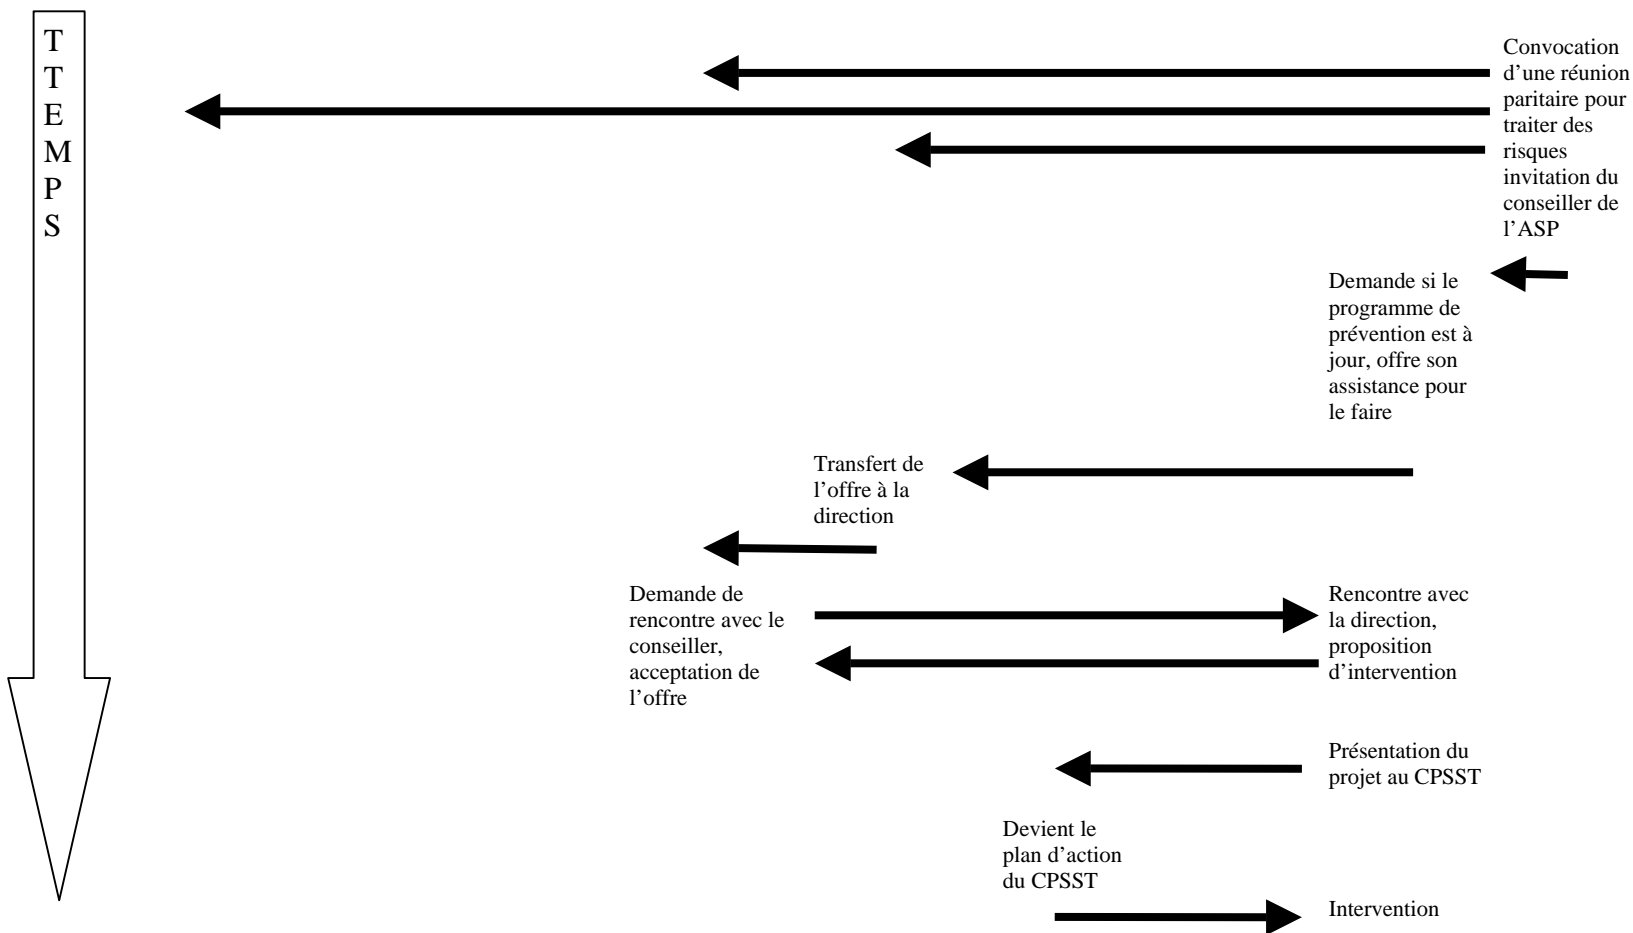 T
T
E
M
P
S
Convocation
d’une réunion
paritaire pour
traiter des
risques
invitation du
conseiller de
l’ASP
Demande si le
programme de
prévention est à
jour, offre son
assistance pour
le faire
Transfert de
l’offre à la
direction
Demande de
rencontre avec le
conseiller,
acceptation de
l’offre
Rencontre avec
la direction,
proposition
d’intervention
Présentation du
projet au CPSST
Devient le
plan d’action
du CPSST
Intervention